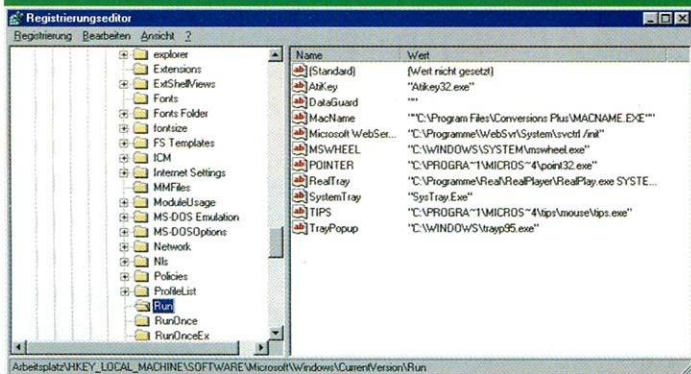 Registrierungseditor
Registrierung Bearbeiten Ansicht ?
explorer
Extensions
ExtShellViews
Fonts
Fonts Folder
fontsize
FS Templates
ICM
Internet Settings
MMFiles
ModuleUsage
MS-DOS Emulation
MS-DOSOptions
Network
Nls
Policies
ProfileList
Run
RunOnce
RunOnceEx
Name Wert
(Standard) (Wert nicht gesetzt)
AtiKey "Atikey32.exe"
DataGuard ""
MacName ""C:\Program Files\Conversions Plus\MACNAME.EXE""
Microsoft WebSer... "C:\Programme\WebSvr\System\svctrl /init"
MSWHEEL "C:\WINDOWS\SYSTEM\mswheel.exe"
POINTER "C:\PROGRA~1\MICROS~4\point32.exe"
RealTray "C:\Programme\Real\RealPlayer\RealPlay.exe SYSTE...
SystemTray "SysTray.Exe"
TIPS "C:\PROGRA~1\MICROS~4\tips\mouse\tips.exe"
TrayPopup "C:\WINDOWS\trayp95.exe"
Arbeitsplatz\HKEY_LOCAL_MACHINE\SOFTWARE\Microsoft\Windows\CurrentVersion\Run